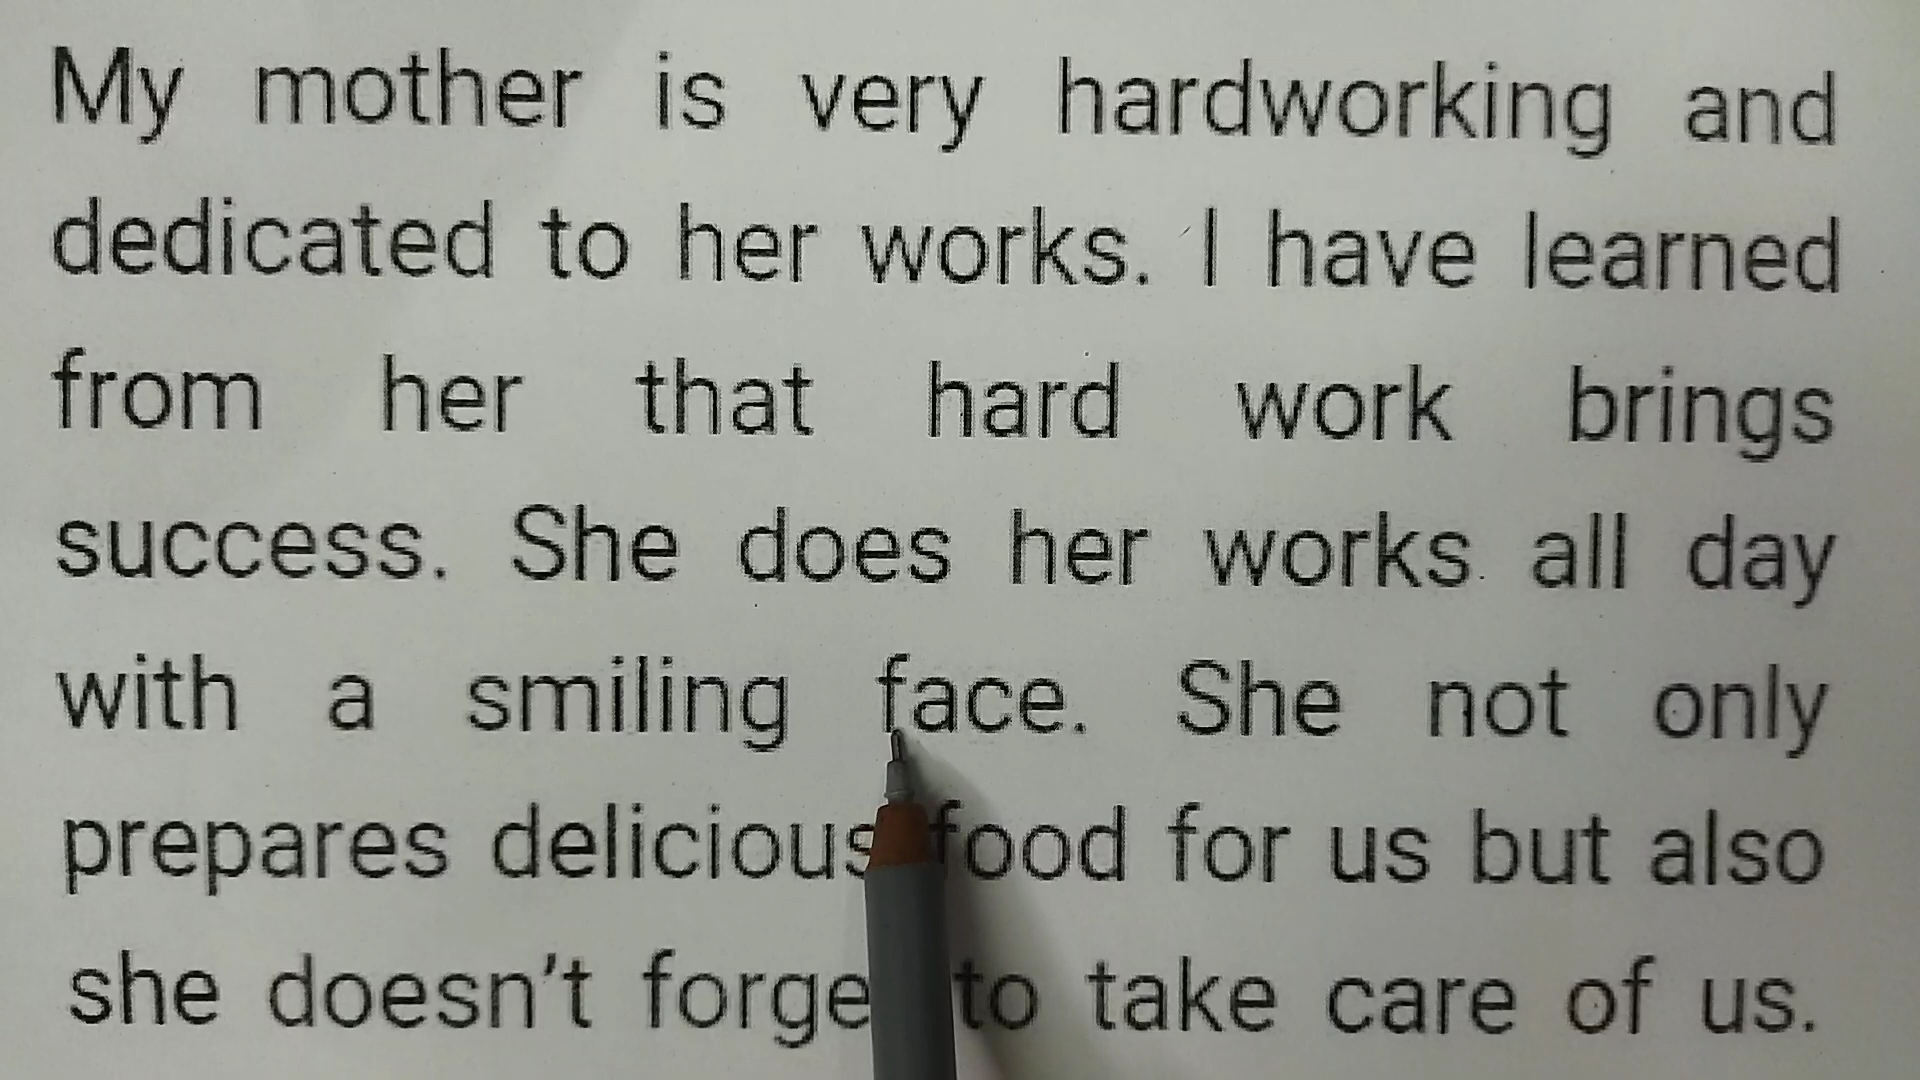 My mother is very hardworking and
dedicated to her works. I have learned
from her that hard work brings
success. She does her works all day
with a smiling face. She not only
prepares delicious food for us but also
she doesn't forget to take care of us.